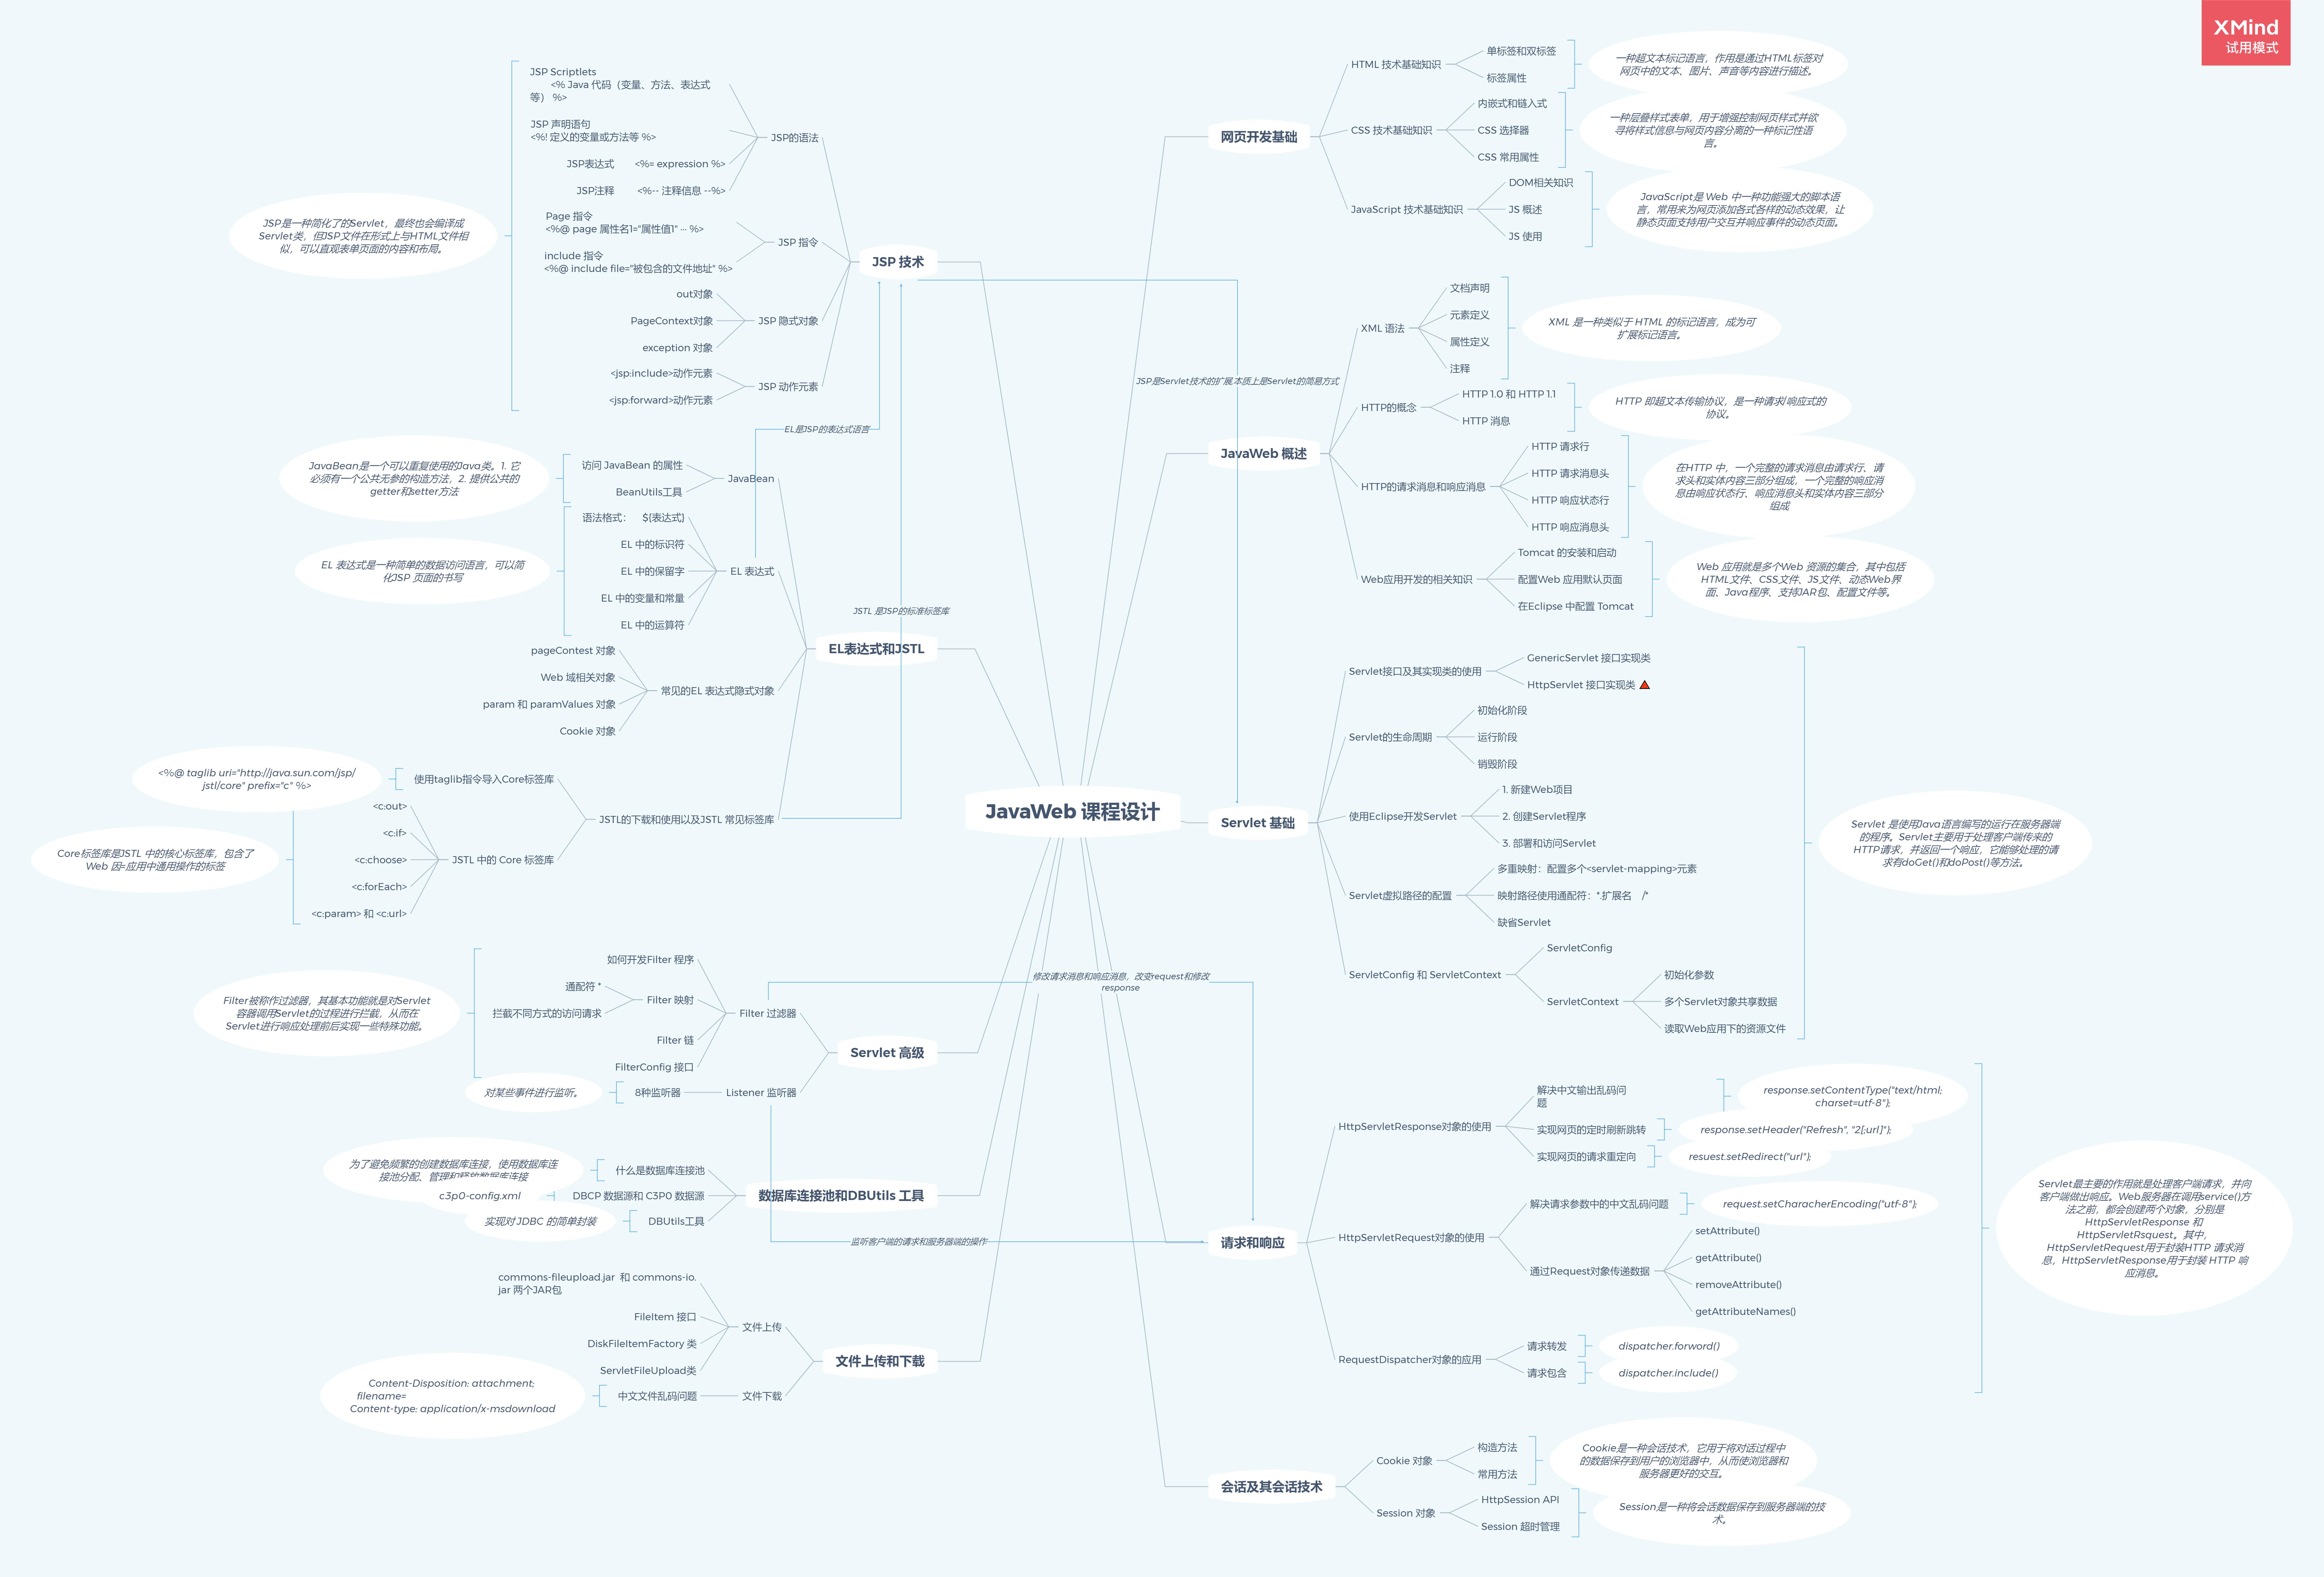 XMind
试用模式
JavaWeb 课程设计
网页开发基础
HTML 技术基础知识
单标签和双标签
标签属性
一种超文本标记语言，作用是通过HTML标签对
网页中的文本、图片、声音等内容进行描述。
CSS 技术基础知识
内嵌式和链入式
CSS 选择器
CSS 常用属性
一种层叠样式表单，用于增强控制网页样式并欲
寻将样式信息与网页内容分离的一种标记性语
言。
JavaScript 技术基础知识
DOM相关知识
JS 概述
JS 使用
JavaScript是 Web 中一种功能强大的脚本语
言，常用来为网页添加各式各样的动态效果，让
静态页面支持用户交互并响应事件的动态页面。
JavaWeb 概述
XML 语法
文档声明
元素定义
属性定义
注释
XML 是一种类似于 HTML 的标记语言，成为可
扩展标记语言。
HTTP的概念
HTTP 1.0 和 HTTP 1.1
HTTP 消息
HTTP 即超文本传输协议，是一种请求/响应式的
协议。
HTTP的请求消息和响应消息
HTTP 请求行
HTTP 请求消息头
HTTP 响应状态行
HTTP 响应消息头
在HTTP 中，一个完整的请求消息由请求行、请
求头和实体内容三部分组成，一个完整的响应消
息由响应状态行、响应消息头和实体内容三部分
组成
Web应用开发的相关知识
Tomcat 的安装和启动
配置Web 应用默认页面
在Eclipse 中配置 Tomcat
Web 应用就是多个Web 资源的集合，其中包括
HTML文件、CSS文件、JS文件、动态Web界
面、Java程序、支持JAR包、配置文件等。
Servlet 基础
Servlet接口及其实现类的使用
GenericServlet 接口实现类
HttpServlet 接口实现类
Servlet的生命周期
初始化阶段
运行阶段
销毁阶段
使用Eclipse开发Servlet
1. 新建Web项目
2. 创建Servlet程序
3. 部署和访问Servlet
Servlet虚拟路径的配置
多重映射：配置多个<servlet-mapping>元素
映射路径使用通配符：*.扩展名 /*
缺省Servlet
ServletConfig 和 ServletContext
ServletConfig
ServletContext
初始化参数
多个Servlet对象共享数据
读取Web应用下的资源文件
Servlet 是使用Java语言编写的运行在服务器端
的程序。Servlet主要用于处理客户端传来的
HTTP请求，并返回一个响应，它能够处理的请
求有doGet()和doPost()等方法。
请求和响应
HttpServletResponse对象的使用
解决中文输出乱码问
题
response.setContentType("text/html;
charset=utf-8");
实现网页的定时刷新跳转
response.setHeader("Refresh", "2[;url]");
实现网页的请求重定向
resuest.setRedirect("url");
HttpServletRequest对象的使用
解决请求参数中的中文乱码问题
request.setCharacherEncoding("utf-8");
通过Request对象传递数据
setAttribute()
getAttribute()
removeAttribute()
getAttributeNames()
RequestDispatcher对象的应用
请求转发
dispatcher.forword()
请求包含
dispatcher.include()
Servlet最主要的作用就是处理客户端请求，并向
客户端做出响应。Web服务器在调用service()方
法之前，都会创建两个对象，分别是
HttpServletResponse 和
HttpServletRsquest。其中，
HttpServletRequest用于封装HTTP 请求消
息，HttpServletResponse用于封装 HTTP 响
应消息。
会话及其会话技术
Cookie 对象
构造方法
常用方法
Cookie是一种会话技术，它用于将对话过程中
的数据保存到用户的浏览器中，从而使浏览器和
服务器更好的交互。
Session 对象
HttpSession API
Session 超时管理
Session是一种将会话数据保存到服务器端的技
术。
JSP 技术
JSP的语法
JSP Scriptlets
<% Java 代码（变量、方法、表达式
等） %>
JSP 声明语句
<%! 定义的变量或方法等 %>
JSP表达式 <%= expression %>
JSP注释 <%-- 注释信息 --%>
JSP 指令
Page 指令
<%@ page 属性名1="属性值1" ··· %>
include 指令
<%@ include file="被包含的文件地址" %>
JSP 隐式对象
out对象
PageContext对象
exception 对象
JSP 动作元素
<jsp:include>动作元素
<jsp:forward>动作元素
JSP是一种简化了的Servlet，最终也会编译成
Servlet类，但JSP文件在形式上与HTML文件相
似，可以直观表单页面的内容和布局。
JSP是Servlet技术的扩展,本质上是Servlet的简易方式
EL是JSP的表达式语言
JSTL 是JSP的标准标签库
EL表达式和JSTL
JavaBean
访问 JavaBean 的属性
BeanUtils工具
JavaBean是一个可以重复使用的Java类。1. 它
必须有一个公共无参的构造方法，2. 提供公共的
getter和setter方法
EL 表达式
语法格式： ${表达式}
EL 中的标识符
EL 中的保留字
EL 中的变量和常量
EL 中的运算符
EL 表达式是一种简单的数据访问语言，可以简
化JSP 页面的书写
常见的EL 表达式隐式对象
pageContest 对象
Web 域相关对象
param 和 paramValues 对象
Cookie 对象
JSTL的下载和使用以及JSTL 常见标签库
使用taglib指令导入Core标签库
<%@ taglib uri="http://java.sun.com/jsp/
jstl/core" prefix="c" %>
JSTL 中的 Core 标签库
<c:out>
<c:if>
<c:choose>
<c:forEach>
<c:param> 和 <c:url>
Core标签库是JSTL 中的核心标签库，包含了
Web 因=应用中通用操作的标签
Servlet 高级
Filter 过滤器
如何开发Filter 程序
Filter 映射
通配符 *
拦截不同方式的访问请求
Filter 链
FilterConfig 接口
Filter被称作过滤器，其基本功能就是对Servlet
容器调用Servlet的过程进行拦截，从而在
Servlet进行响应处理前后实现一些特殊功能。
Listener 监听器
8种监听器
对某些事件进行监听。
修改请求消息和响应消息，改变request和修改
response
监听客户端的请求和服务器端的操作
数据库连接池和DBUtils 工具
什么是数据库连接池
为了避免频繁的创建数据库连接，使用数据库连
接池分配、管理和释放数据库连接
DBCP 数据源和 C3P0 数据源
c3p0-config.xml
DBUtils工具
实现对 JDBC 的简单封装
文件上传和下载
文件上传
commons-fileupload.jar 和 commons-io.
jar 两个JAR包
FileItem 接口
DiskFileItemFactory 类
ServletFileUpload类
文件下载
中文文件乱码问题
Content-Disposition: attachment;
filename=
Content-type: application/x-msdownload